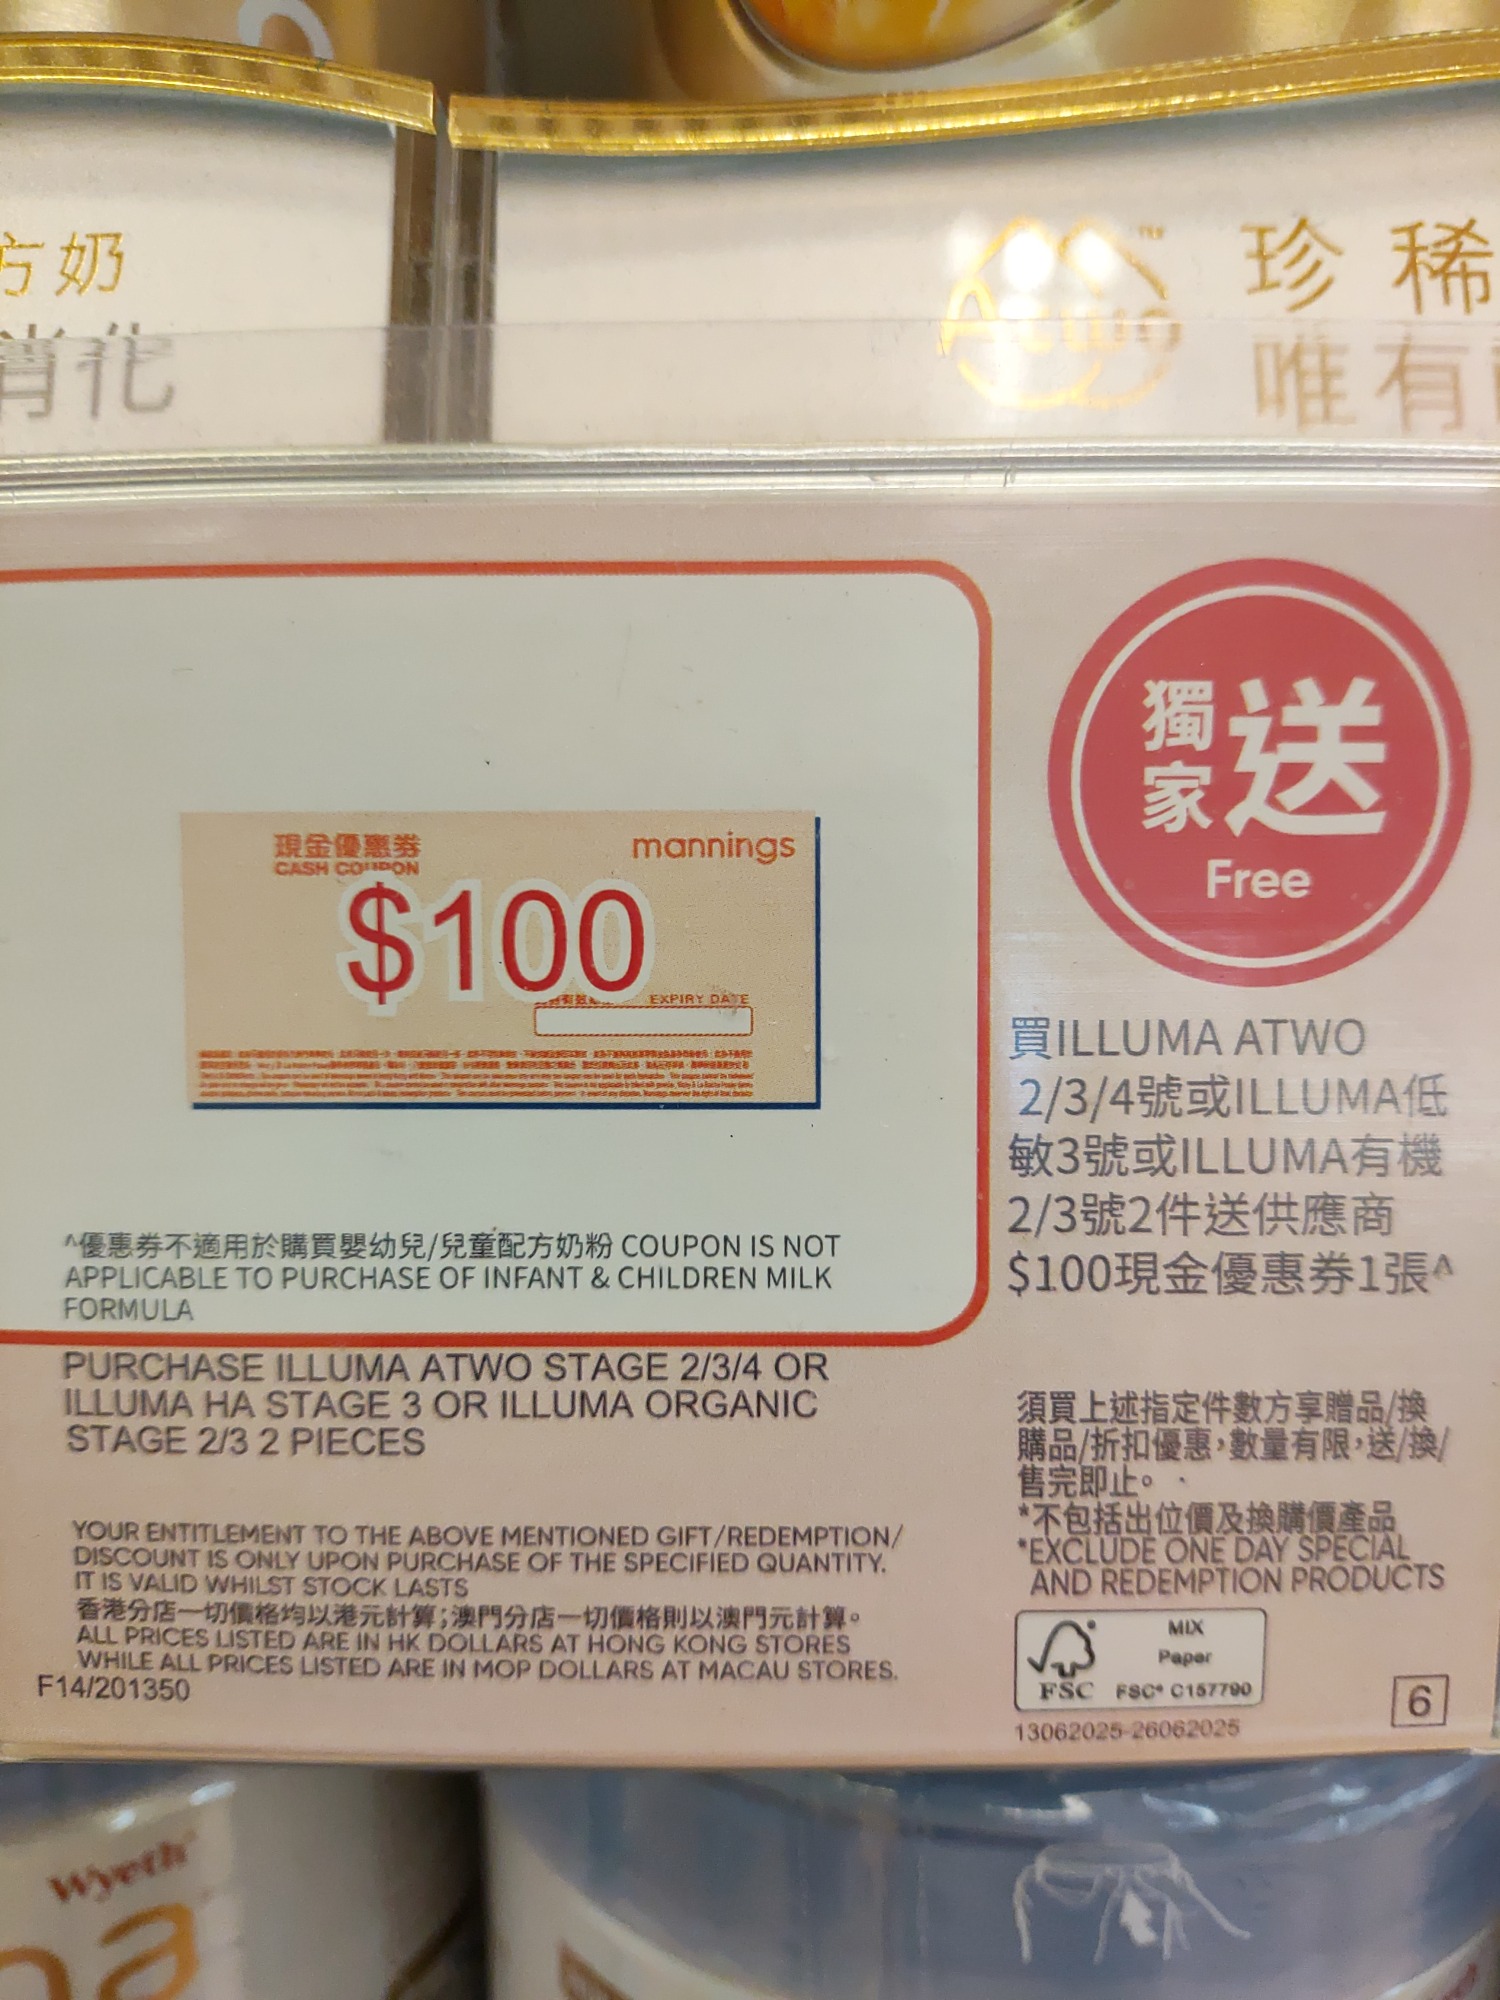 方奶
消化
Atwo™
珍稀
唯有
獨家送
Free
現金優惠券
CASH COUPON
mannings
$100
EXPIRY DATE
^優惠券不適用於購買嬰幼兒/兒童配方奶粉 COUPON IS NOT
APPLICABLE TO PURCHASE OF INFANT & CHILDREN MILK
FORMULA
買ILLUMA ATWO
2/3/4號或ILLUMA低
敏3號或ILLUMA有機
2/3號2件送供應商
$100現金優惠券1張^
PURCHASE ILLUMA ATWO STAGE 2/3/4 OR
ILLUMA HA STAGE 3 OR ILLUMA ORGANIC
STAGE 2/3 2 PIECES
須買上述指定件數方享贈品/換
購品/折扣優惠，數量有限，送/換/
售完即止。
*不包括出位價及換購價產品
*EXCLUDE ONE DAY SPECIAL
AND REDEMPTION PRODUCTS
YOUR ENTITLEMENT TO THE ABOVE MENTIONED GIFT/REDEMPTION/
DISCOUNT IS ONLY UPON PURCHASE OF THE SPECIFIED QUANTITY.
IT IS VALID WHILST STOCK LASTS
香港分店一切價格均以港元計算；澳門分店一切價格則以澳門元計算。
ALL PRICES LISTED ARE IN HK DOLLARS AT HONG KONG STORES
WHILE ALL PRICES LISTED ARE IN MOP DOLLARS AT MACAU STORES.
F14/201350
MIX
Paper
FSC FSC® C157790
13062025-26062025
6
Wyeth